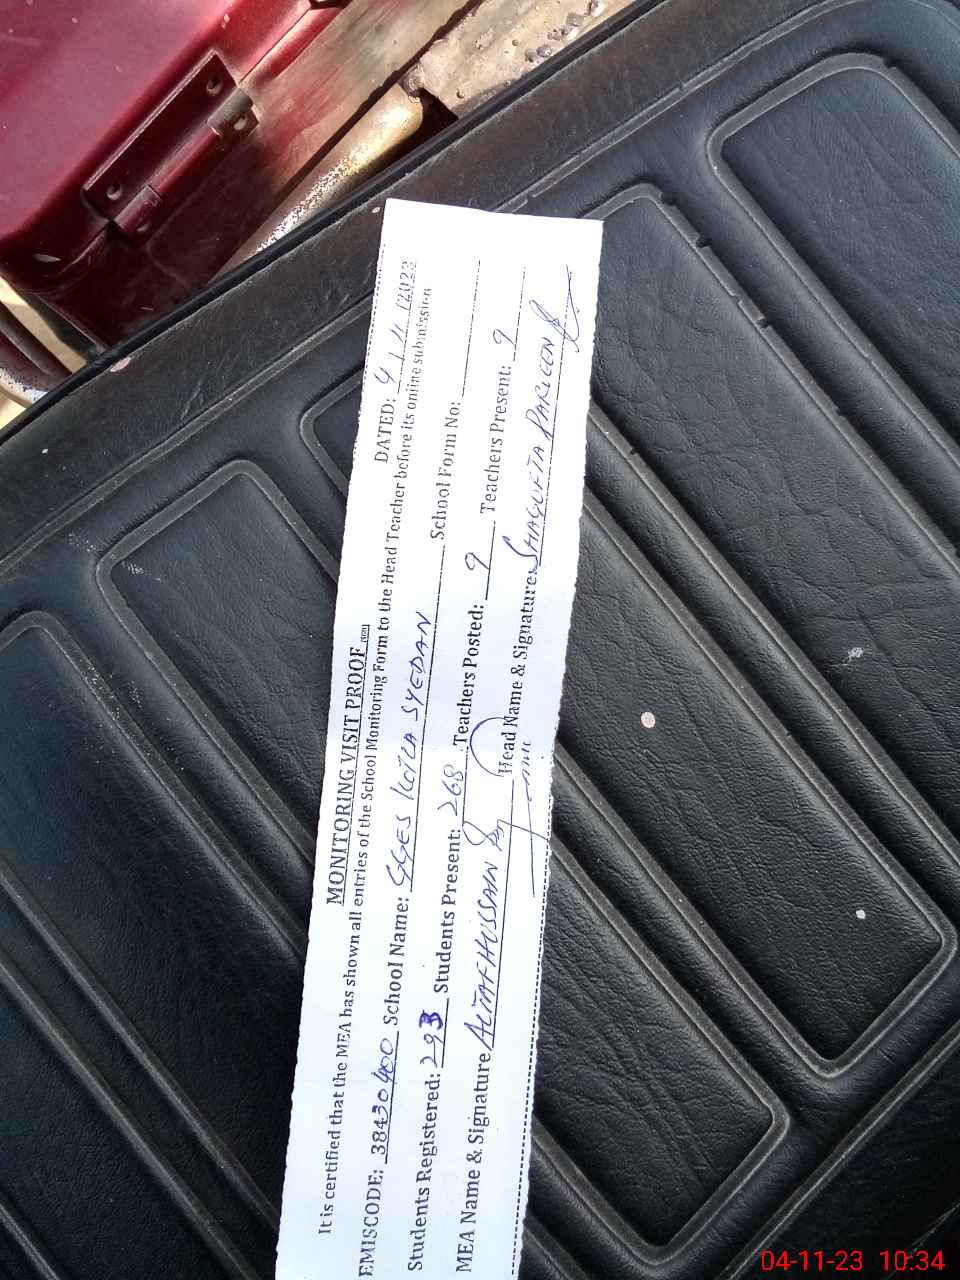 MONITORING VISIT PROOF
DATED: 4/11/2023
It is certified that the MEA has shown all entries of the School Monitoring Form to the Head Teacher before its online submission
EMISCODE: 38430400 School Name: GGES KOTLA SYEDAN School Form No:
Students Registered: 293 Students Present: 268 Teachers Posted: 9 Teachers Present: 9
MEA Name & Signature ALTAF HUSSAIN Head Name & Signature: SHAGUFTA PARVEEN
04-11-23 10:34